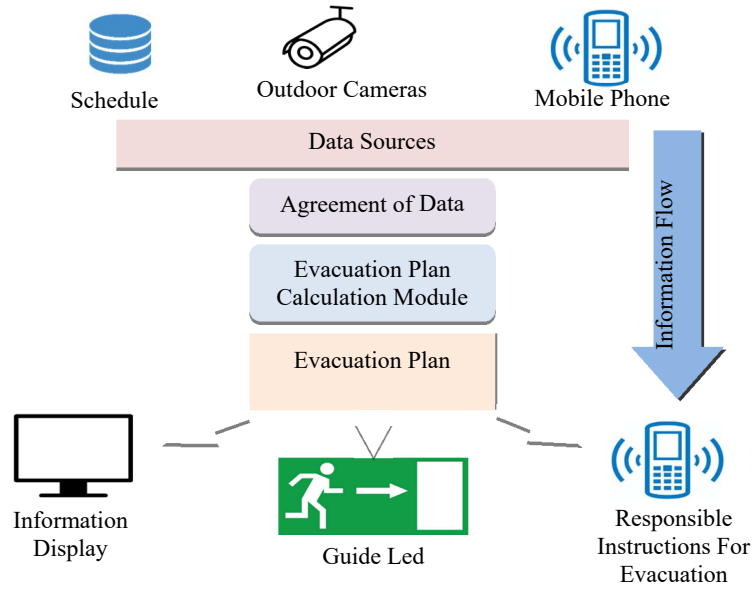 Schedule
Outdoor Cameras
Mobile Phone
Data Sources
Agreement of Data
Evacuation Plan
Calculation Module
Evacuation Plan
Information Flow
Information
Display
Guide Led
Responsible
Instructions For
Evacuation